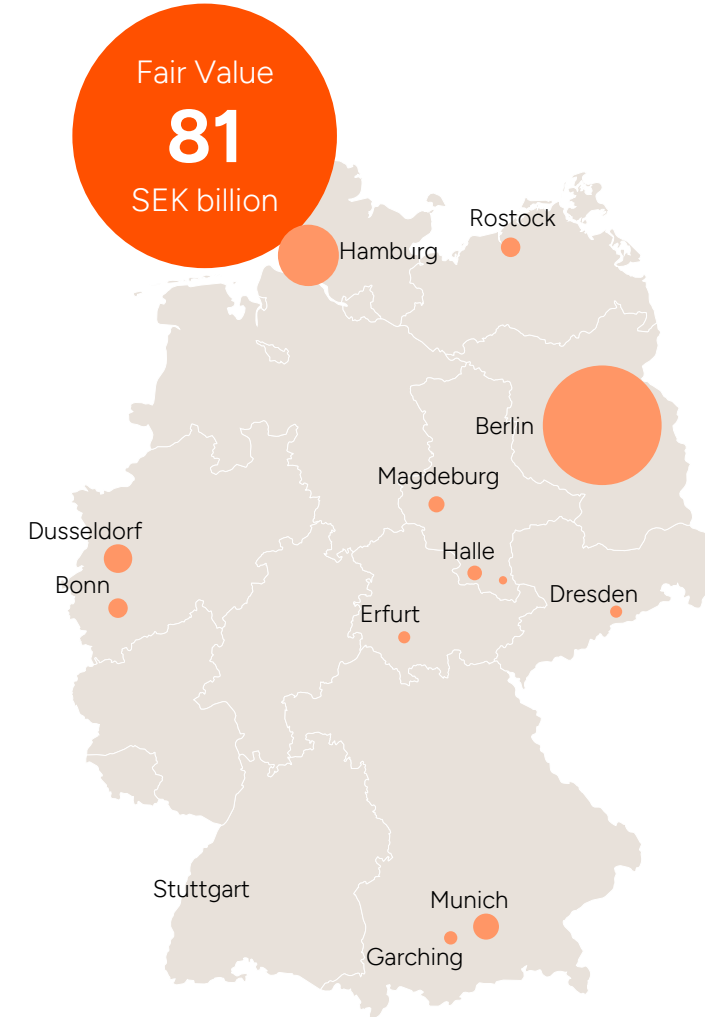 Fair Value
81
SEK billion
Rostock
Hamburg
Berlin
Magdeburg
Dusseldorf
Halle
Bonn
Dresden
Erfurt
Stuttgart
Munich
Garching